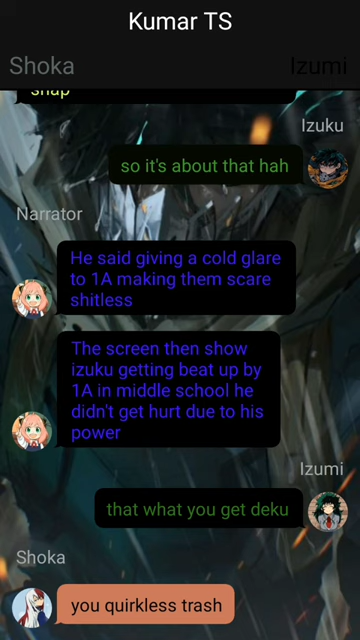 Kumar TS
Shoka
Izumi
snap
Izuku
so it's about that hah
Narrator
He said giving a cold glare
to 1A making them scare
shitless
The screen then show
izuku getting beat up by
1A in middle school he
didn't get hurt due to his
power
Izumi
that what you get deku
Shoka
you quirkless trash